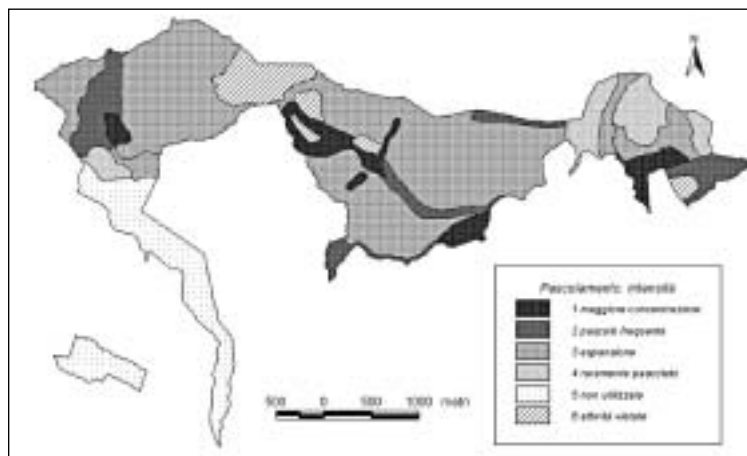 N
Pascolamento: intensità
1 maggiore concentrazione
2 pascolo frequente
3 espansione
4 raramente pascolato
5 non utilizzato
6 attività vietate
500 0 500 1000 metri